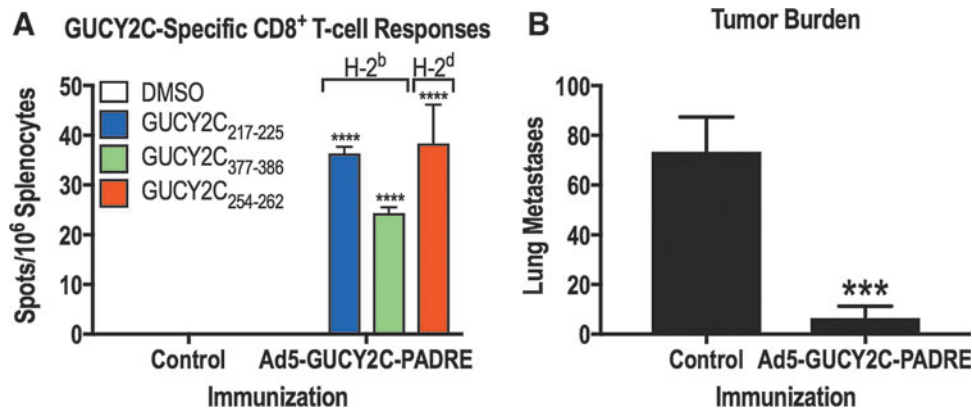 A GUCY2C-Specific CD8⁺ T-cell Responses
H-2ᵇ H-2ᵈ
DMSO
GUCY2C₂₁₇₋₂₂₅
GUCY2C₃₇₇₋₃₈₆
GUCY2C₂₅₄₋₂₆₂
**** **** ****
Spots/10⁶ Splenocytes
50
40
30
20
10
0
Control Ad5-GUCY2C-PADRE
Immunization
B Tumor Burden
Lung Metastases
100
80
60
40
20
0
***
Control Ad5-GUCY2C-PADRE
Immunization